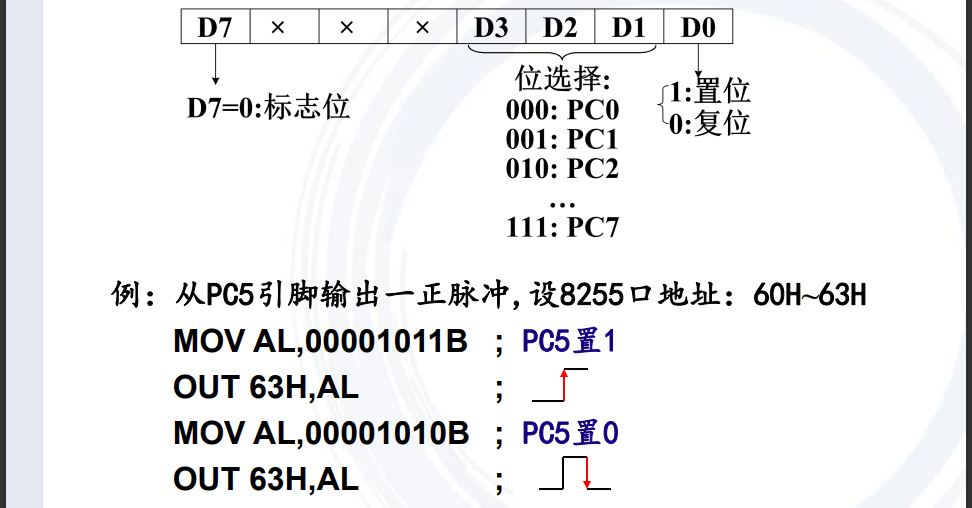 D7 × × × D3 D2 D1 D0
D7=0:标志位
位选择:
000: PC0
001: PC1
010: PC2
…
111: PC7
1:置位
0:复位
例: 从PC5引脚输出一正脉冲,设8255口地址: 60H~63H
MOV AL,00001011B ; PC5置1
OUT 63H,AL ;
MOV AL,00001010B ; PC5置0
OUT 63H,AL ;